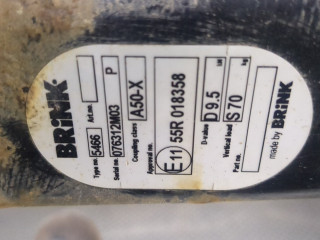 BRINK
Type no. 5466 Art.no.
Serial no. 076312M03 P
Coupling class A50-X
Approval no. E11 55R 018358
D-value D 9.5 kN
Vertical load S 70 kg
Part no.
made by BRINK